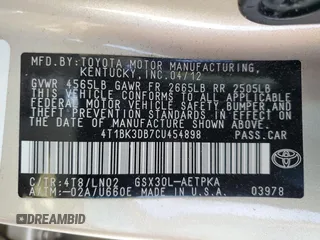 MFD.BY:TOYOTA MOTOR MANUFACTURING,
KENTUCKY, INC. 04/12
GVWR 4565LB GAWR FR 2665LB RR 2505LB
THIS VEHICLE CONFORMS TO ALL APPLICABLE
FEDERAL MOTOR VEHICLE SAFETY, BUMPER, AND
THEFT PREVENTION STANDARDS IN EFFECT ON
THE DATE OF MANUFACTURE SHOWN ABOVE.
4T1BK3DB7CU454898 PASS.CAR
C/TR:4T8/LN02 GSX30L-AETPKA
A/TM:-02A/U660E MADE IN U.S.A. 03978
TOYOTA